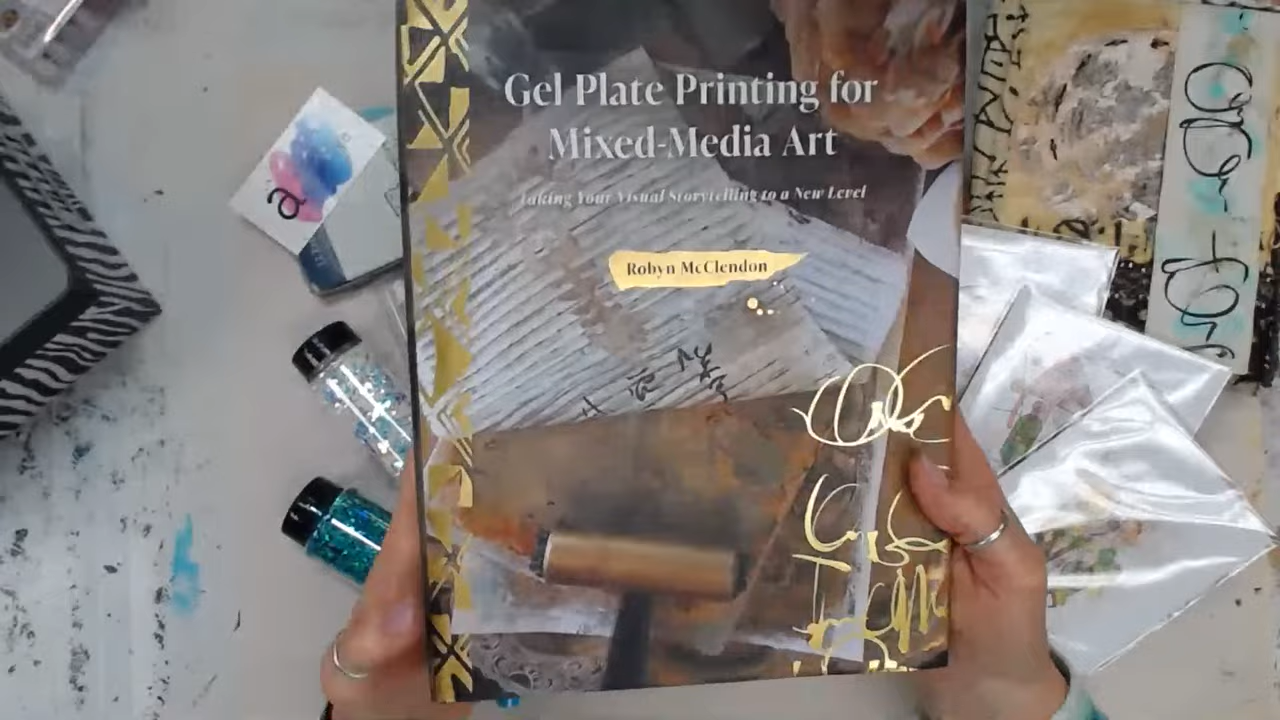 Gel Plate Printing for
Mixed-Media Art
Taking Your Visual Storytelling to a New Level
Robyn McClendon
a